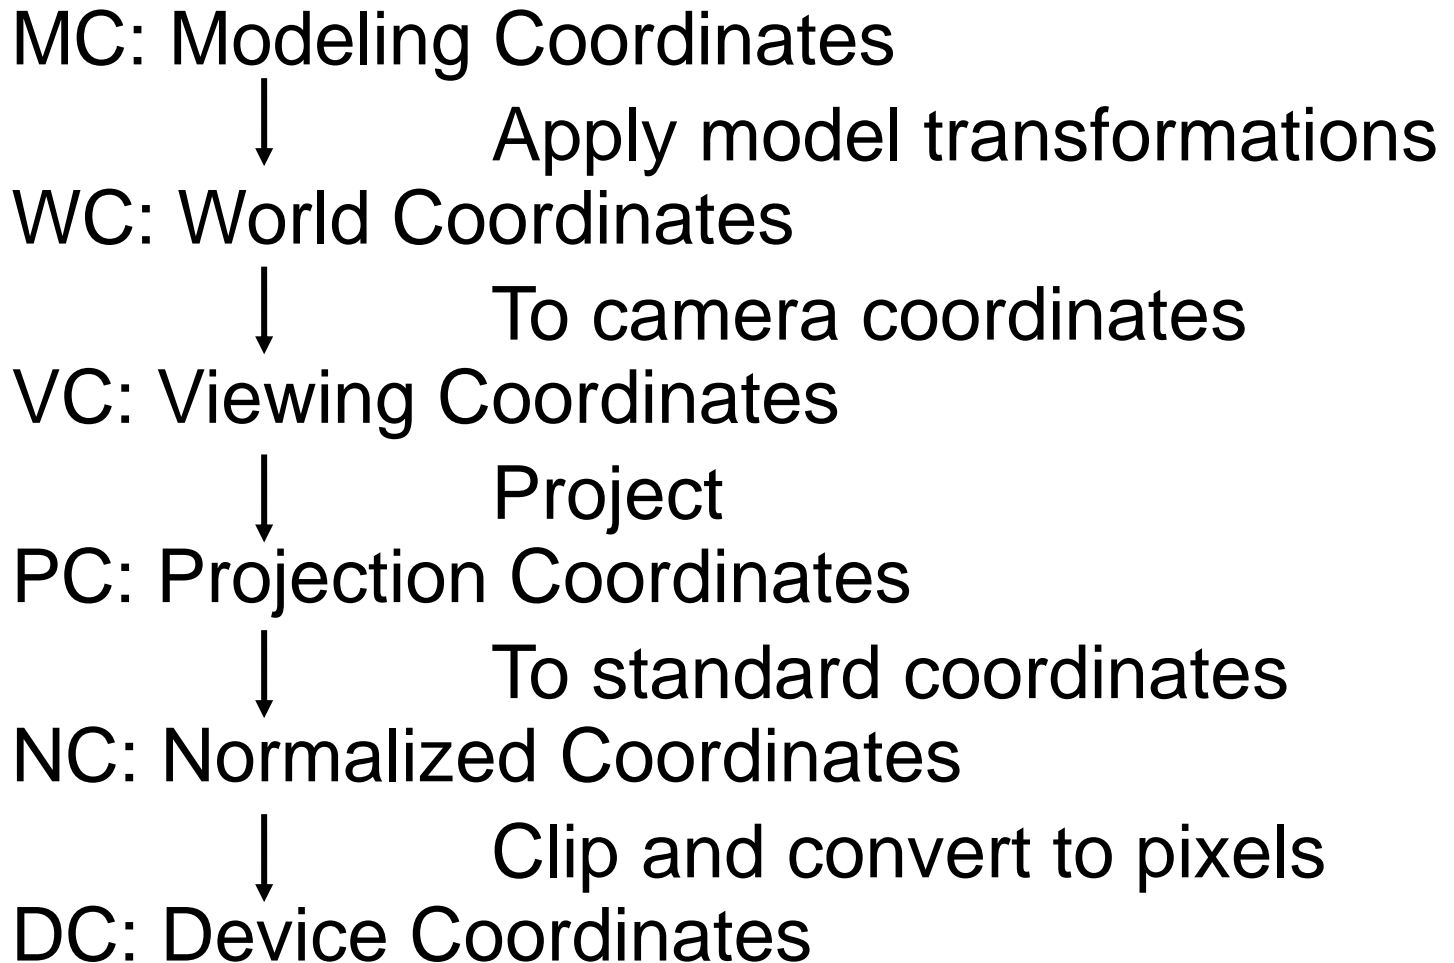 MC: Modeling Coordinates
Apply model transformations
WC: World Coordinates
To camera coordinates
VC: Viewing Coordinates
Project
PC: Projection Coordinates
To standard coordinates
NC: Normalized Coordinates
Clip and convert to pixels
DC: Device Coordinates